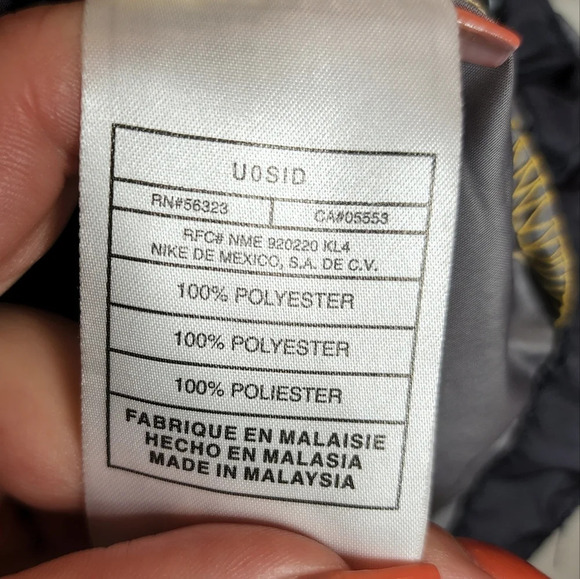 U0SID
RN#56323 CA#05553
RFC# NME 920220 KL4
NIKE DE MEXICO, S.A. DE C.V.
100% POLYESTER
100% POLYESTER
100% POLIESTER
FABRIQUE EN MALAISIE
HECHO EN MALASIA
MADE IN MALAYSIA